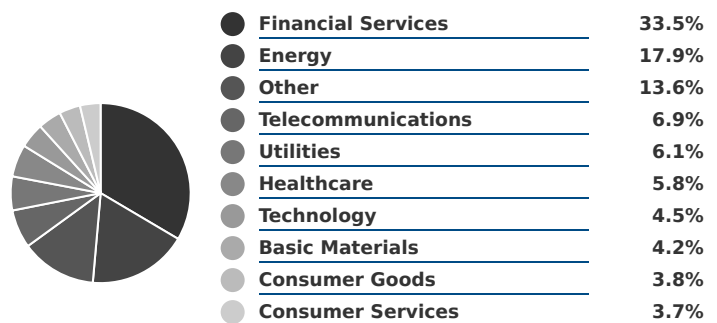 Financial Services 33.5%
Energy 17.9%
Other 13.6%
Telecommunications 6.9%
Utilities 6.1%
Healthcare 5.8%
Technology 4.5%
Basic Materials 4.2%
Consumer Goods 3.8%
Consumer Services 3.7%